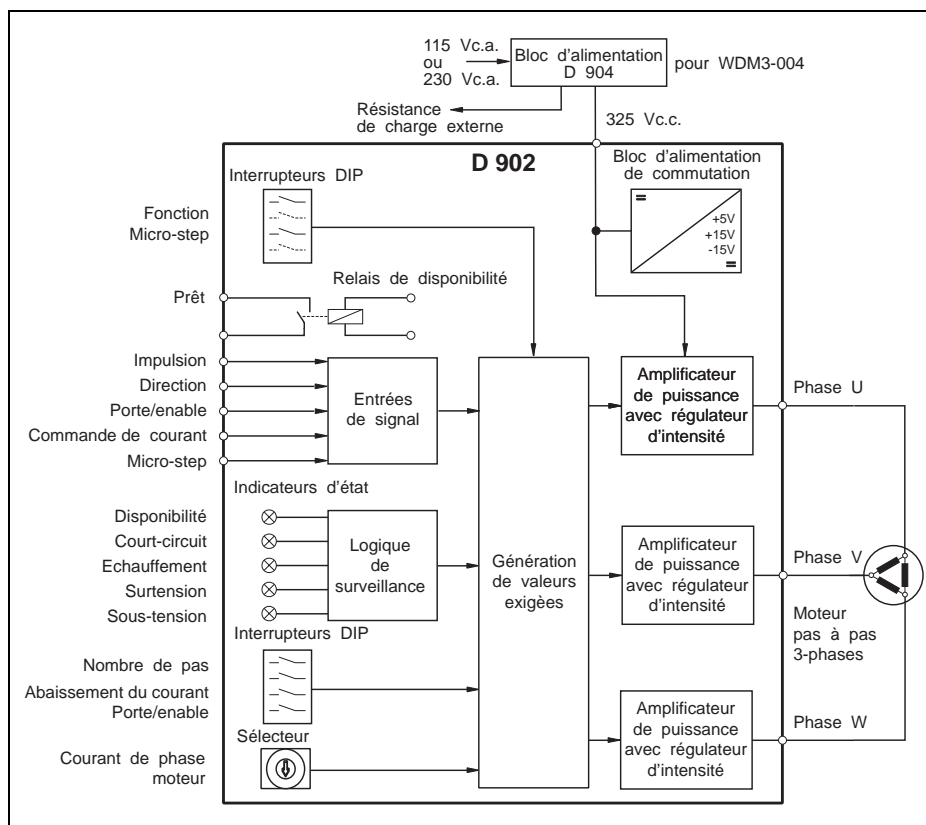 115 Vc.a.
ou
230 Vc.a.
Bloc d'alimentation
D 904
pour WDM3-004
Résistance
de charge externe
325 Vc.c.
D 902
Bloc d'alimentation
de commutation
Interrupteurs DIP
+5V
+15V
-15V
Fonction
Micro-step
Relais de disponibilité
Prêt
Impulsion
Direction
Porte/enable
Commande de courant
Micro-step
Entrées
de signal
Amplificateur
de puissance
avec régulateur
d'intensité
Phase U
Indicateurs d'état
Disponibilité
Court-circuit
Echauffement
Surtension
Sous-tension
Logique
de
surveillance
Génération
de valeurs
exigèes
Amplificateur
de puissance
avec régulateur
d'intensité
Phase V
Moteur
pas à pas
3-phases
Interrupteurs DIP
Nombre de pas
Abaissement du courant
Porte/enable
Amplificateur
de puissance
avec régulateur
d'intensité
Phase W
Sélecteur
Courant de phase
moteur